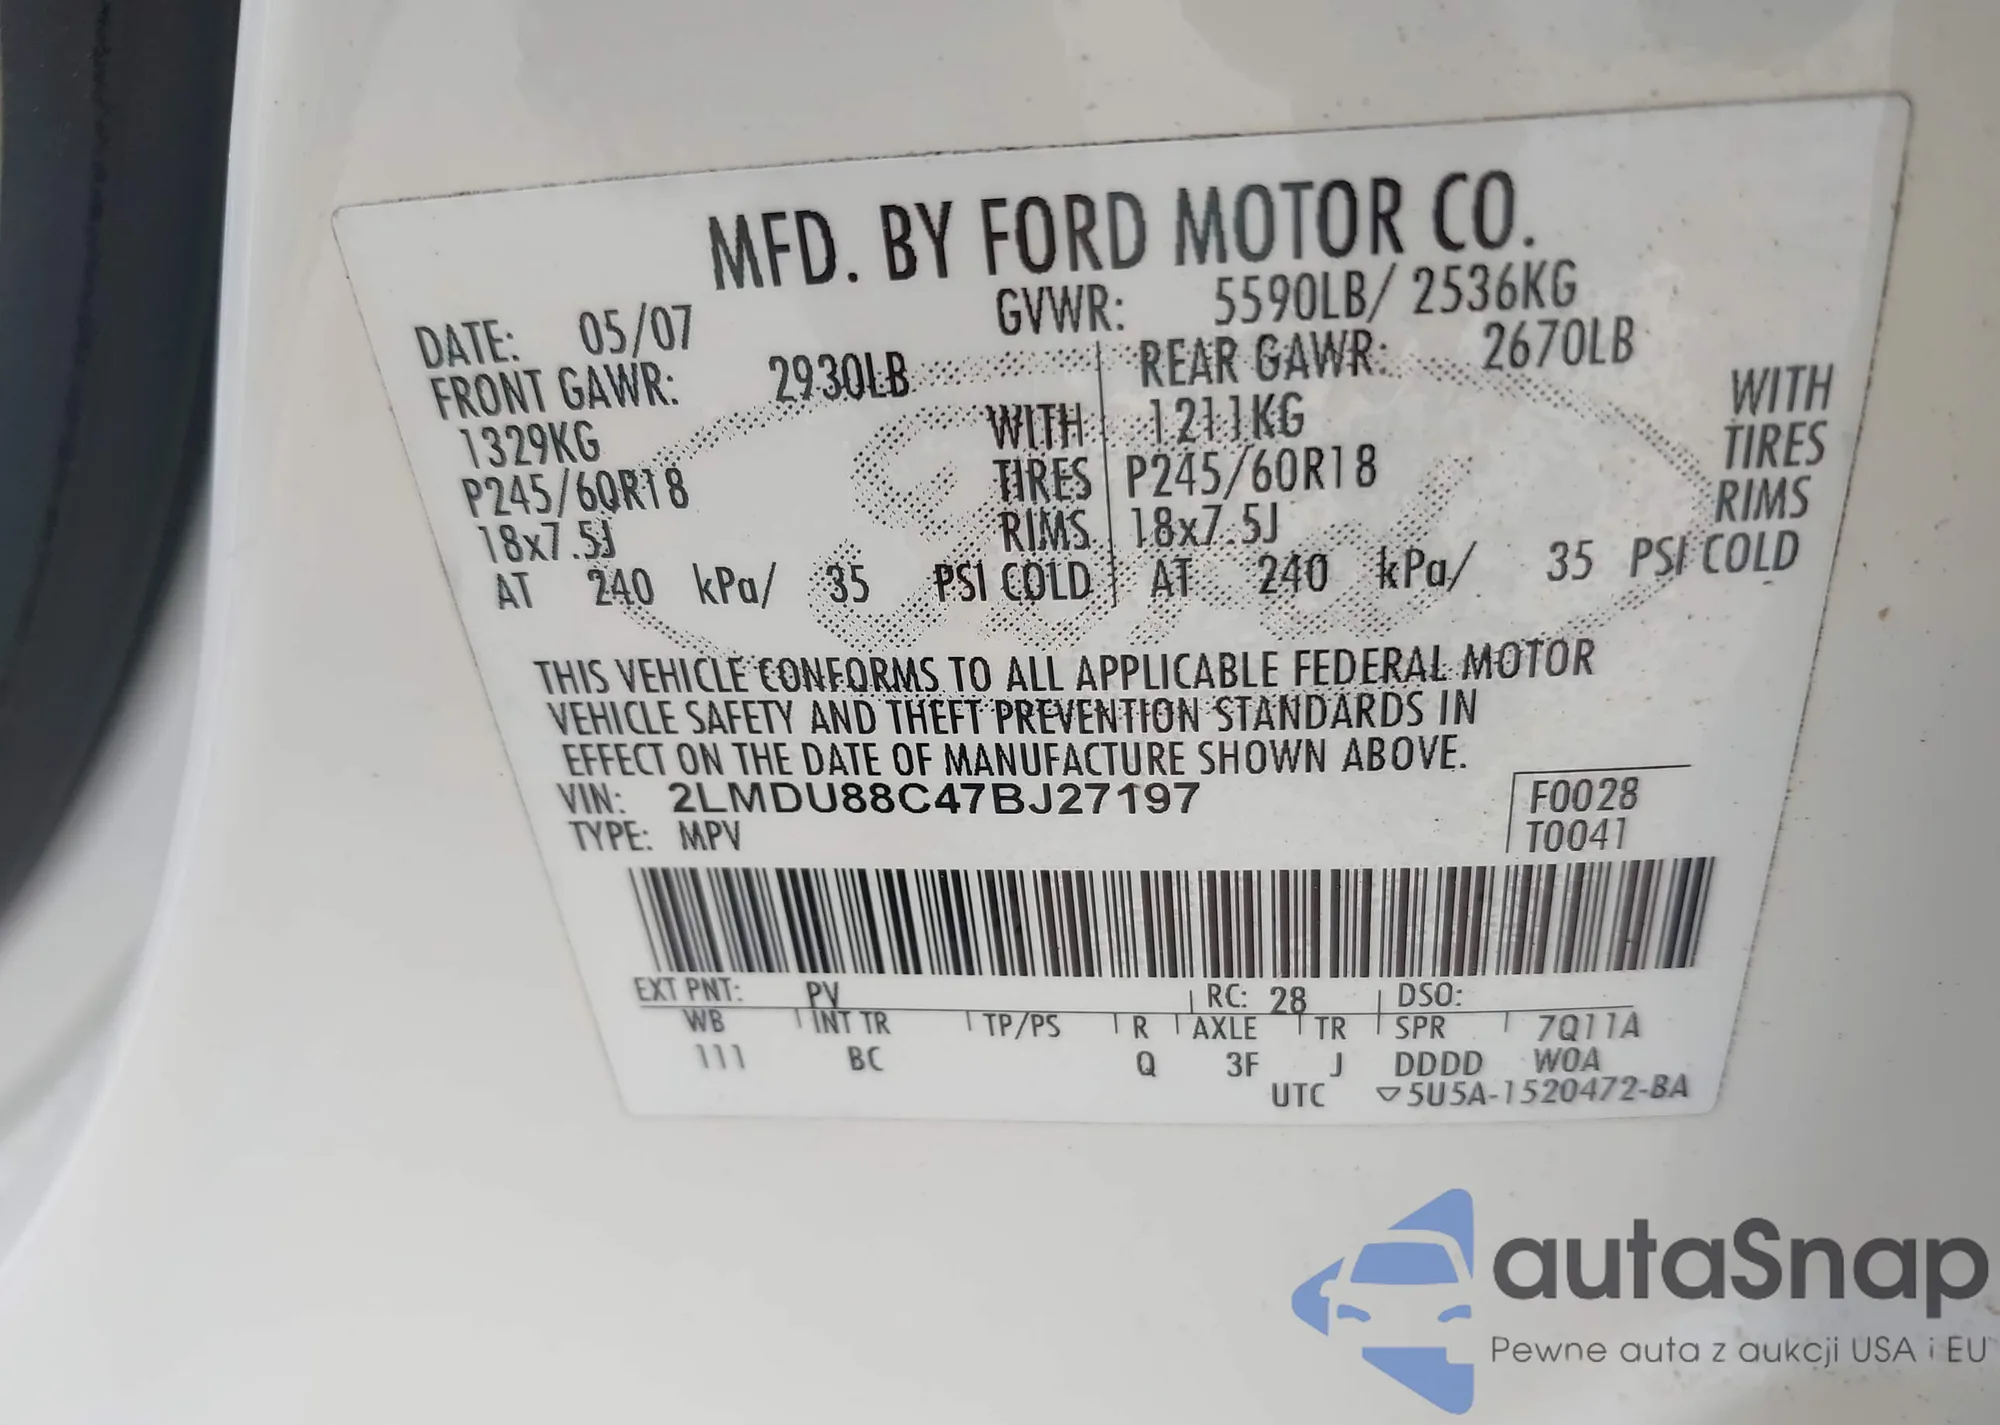 MFD. BY FORD MOTOR CO.
DATE: 05/07 GVWR: 5590LB/ 2536KG
FRONT GAWR: 2930LB REAR GAWR: 2670LB
1329KG WITH 1211KG WITH
P245/60R18 TIRES P245/60R18 TIRES
18x7.5J RIMS 18x7.5J RIMS
AT 240 kPa/ 35 PSI COLD AT 240 kPa/ 35 PSI COLD
THIS VEHICLE CONFORMS TO ALL APPLICABLE FEDERAL MOTOR
VEHICLE SAFETY AND THEFT PREVENTION STANDARDS IN
EFFECT ON THE DATE OF MANUFACTURE SHOWN ABOVE.
VIN: 2LMDU88C47BJ27197 F0028
TYPE: MPV T0041
EXT PNT: PV RC: 28 DSO:
WB INT TR TP/PS R AXLE TR SPR 7Q11A
111 BC Q 3F J DDDD WOA
UTC ▽5U5A-1520472-BA
autaSnap
Pewne auta z aukcji USA i EU